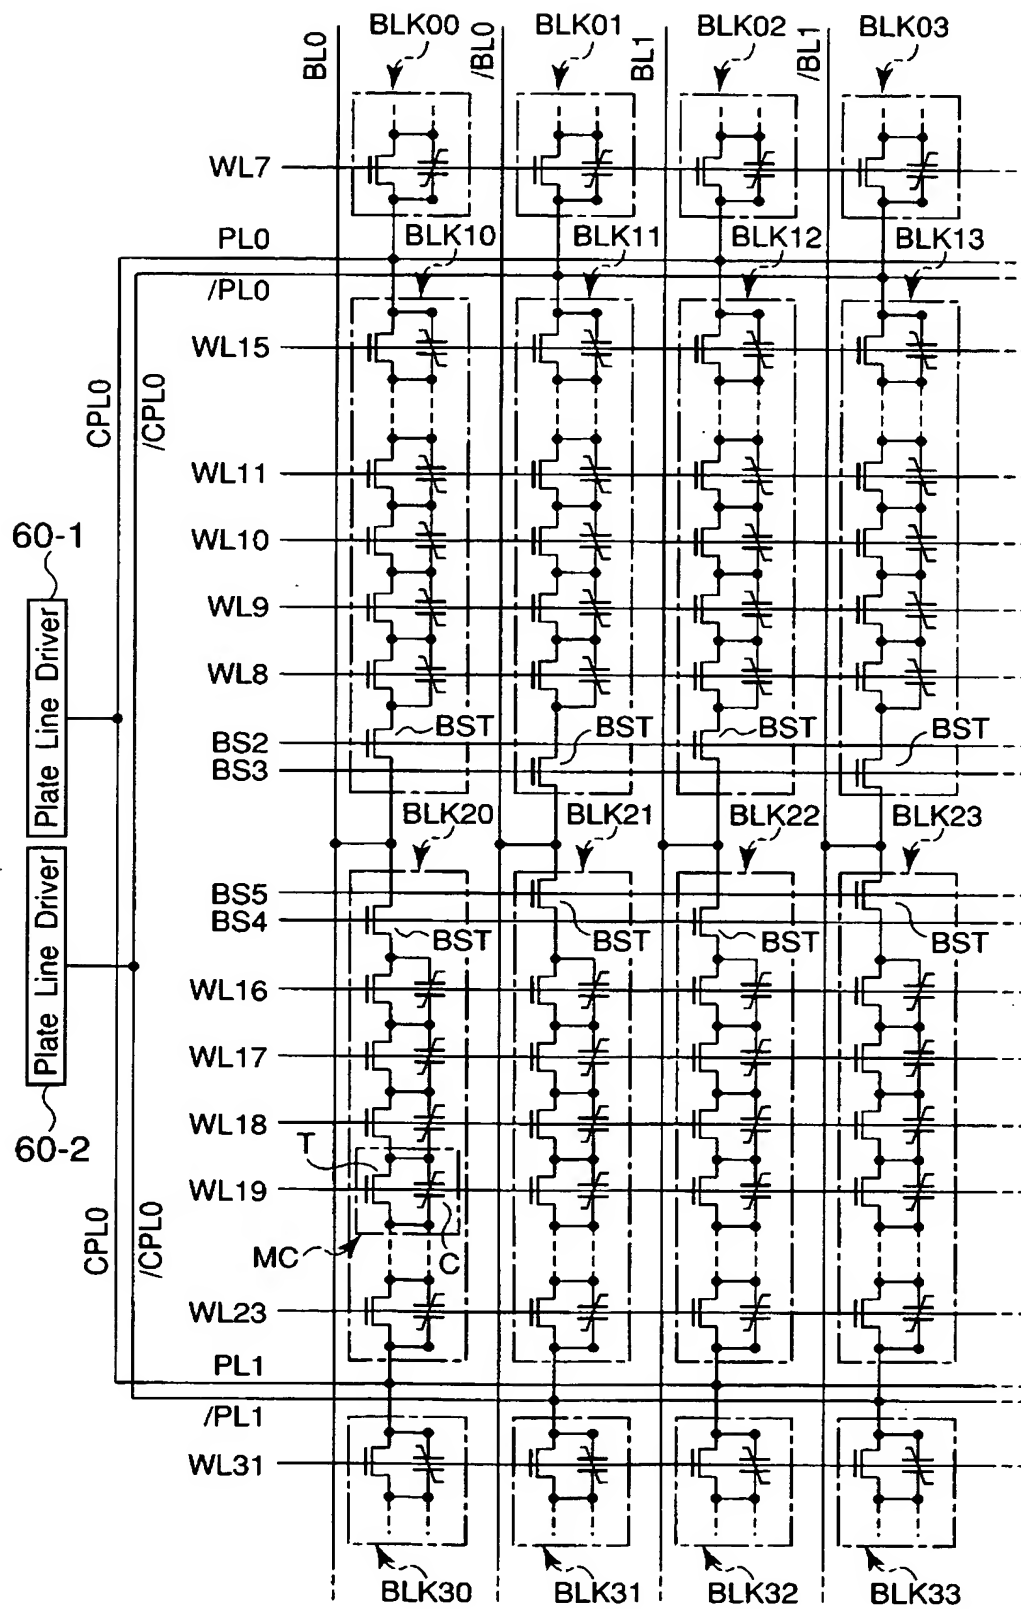 BL0
BLK00
/BL0
BLK01
BL1
BLK02
/BL1
BLK03
WL7
PL0
BLK10
BLK11
BLK12
BLK13
/PL0
WL15
CPL0
/CPL0
WL11
60-1
WL10
WL9
WL8
Plate Line Driver
BS2
BST
BST
BST
BST
BS3
BLK20
BLK21
BLK22
BLK23
Plate Line Driver
BS5
BS4
BST
BST
BST
BST
WL16
WL17
WL18
60-2
T
WL19
CPL0
/CPL0
MC
C
WL23
PL1
/PL1
WL31
BLK30
BLK31
BLK32
BLK33